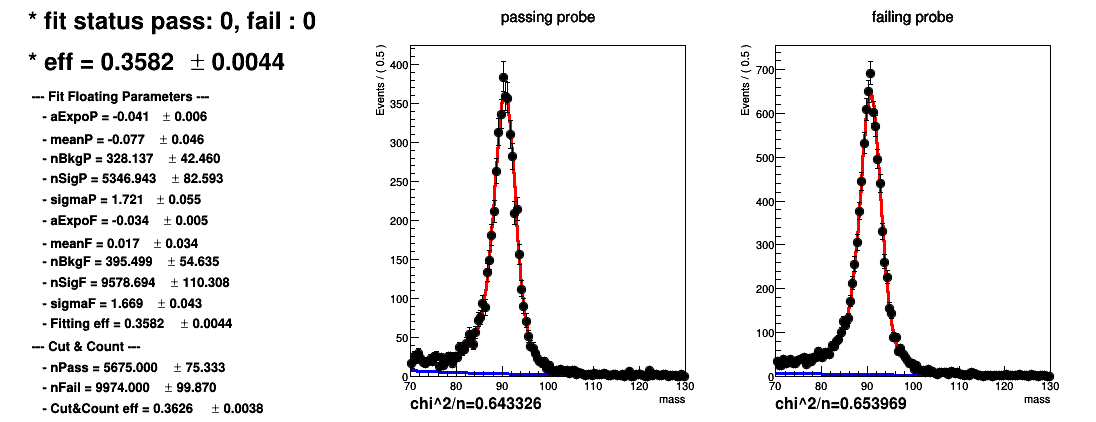 * fit status pass: 0, fail : 0
* eff = 0.3582 ± 0.0044
--- Fit Floating Parameters ---
- aExpoP = -0.041 ± 0.006
- meanP = -0.077 ± 0.046
- nBkgP = 328.137 ± 42.460
- nSigP = 5346.943 ± 82.593
- sigmaP = 1.721 ± 0.055
- aExpoF = -0.034 ± 0.005
- meanF = 0.017 ± 0.034
- nBkgF = 395.499 ± 54.635
- nSigF = 9578.694 ± 110.308
- sigmaF = 1.669 ± 0.043
- Fitting eff = 0.3582 ± 0.0044
--- Cut & Count ---
- nPass = 5675.000 ± 75.333
- nFail = 9974.000 ± 99.870
- Cut&Count eff = 0.3626 ± 0.0038
passing probe
Events / ( 0.5 )
400
350
300
250
200
150
100
50
0
70 80 90 100 110 120 130
mass
chi^2/n=0.643326
failing probe
Events / ( 0.5 )
700
600
500
400
300
200
100
0
70 80 90 100 110 120 130
mass
chi^2/n=0.653969